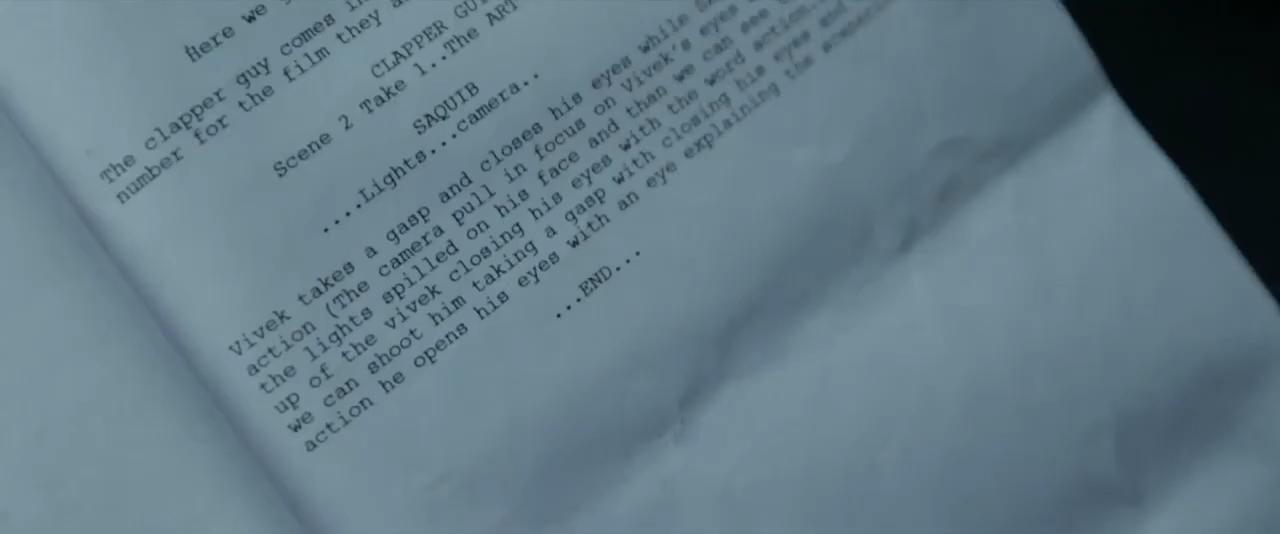 Here we
The clapper guy comes in
number for the film they
CLAPPER GU
Scene 2 Take 1..The ART
SAQUIB
....Lights...camera..
Vivek takes a gasp and closes his eyes while
action (The camera pull in focus on Vivek's eyes
the lights spilled on his face and than we can see
up of the vivek closing his eyes with the word action..
we can shoot him taking a gasp with closing his eyes and
action he opens his eyes with an eye explaining the
...END...